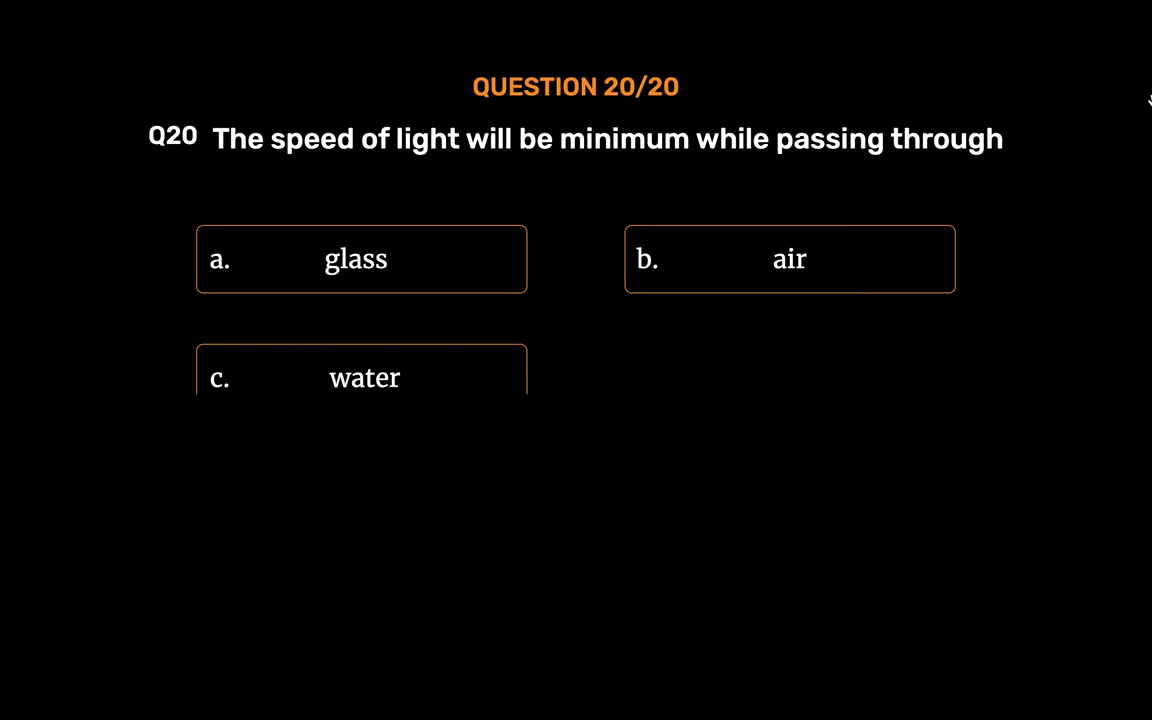 QUESTION 20/20
Q20 The speed of light will be minimum while passing through
a. glass
b. air
c. water